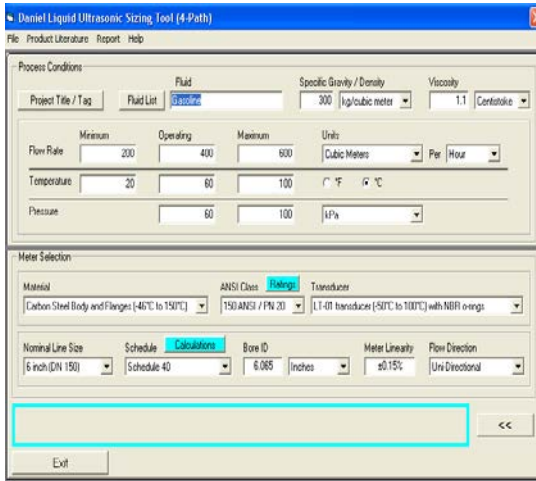 Daniel Liquid Ultrasonic Sizing Tool (4-Path)
File Product Literature Report Help
Process Conditions
Fluid Specific Gravity / Density Viscosity
Project Title / Tag Fluid List Gasoline 300 kg/cubic meter 1.1 Centistoke
Minimum Operating Maximum Units
Flow Rate 200 400 600 Cubic Meters Per Hour
Temperature 20 60 100 °F °C
Pressure 60 100 kPa
Meter Selection
Material ANSI Class Ratings Transducer
Carbon Steel Body and Flanges (-46°C to 150°C) 150 ANSI / PN 20 LT-01 transducer (-50°C to 100°C) with NBR o-rings
Nominal Line Size Schedule Calculations Bore ID Meter Linearity Flow Direction
6 inch (DN 150) Schedule 40 6.065 Inches ±0.15% Uni-Directional
<<
Exit